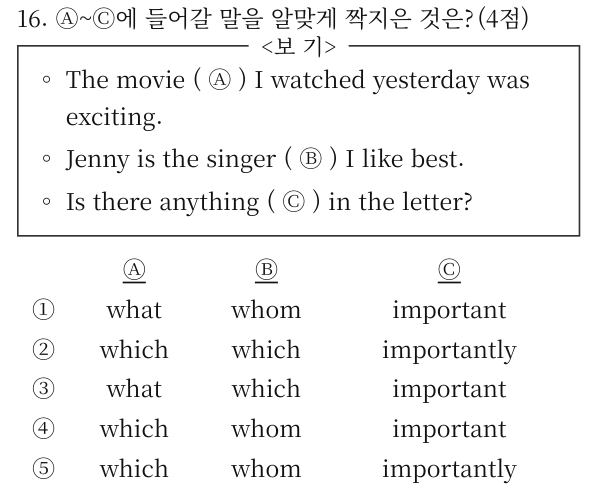 16. Ⓐ~Ⓒ에 들어갈 말을 알맞게 짝지은 것은?(4점)
<보 기>
◦ The movie ( Ⓐ ) I watched yesterday was
exciting.
◦ Jenny is the singer ( Ⓑ ) I like best.
◦ Is there anything ( Ⓒ ) in the letter?
Ⓐ Ⓑ Ⓒ
① what whom important
② which which importantly
③ what which important
④ which whom important
⑤ which whom importantly